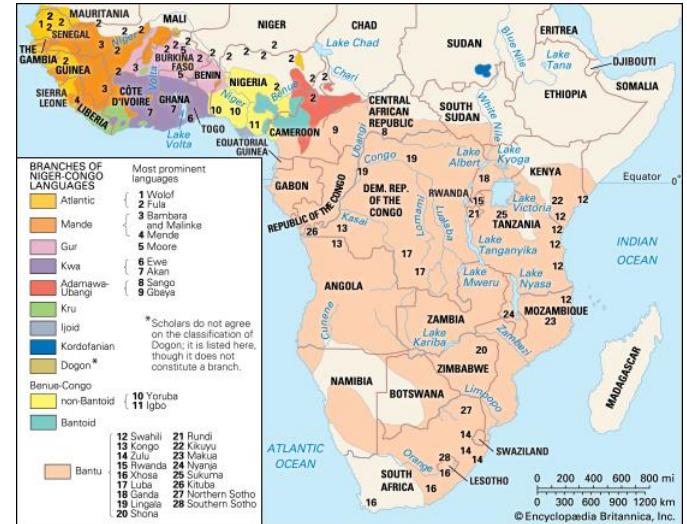 MAURITANIA
MALI
NIGER
CHAD
SUDAN
ERITREA
DJIBOUTI
SOMALIA
ETHIOPIA
SENEGAL
THE
GAMBIA
GUINEA
SIERRA
LEONE
LIBERIA
CÔTE
D'IVOIRE
BURKINA
FASO
GHANA
TOGO
BENIN
NIGERIA
CAMEROON
EQUATORIAL
GUINEA
CENTRAL
AFRICAN
REPUBLIC
SOUTH
SUDAN
GABON
REPUBLIC OF THE CONGO
DEM. REP.
OF THE
CONGO
RWANDA
KENYA
TANZANIA
ANGOLA
ZAMBIA
MOZAMBIQUE
ZIMBABWE
NAMIBIA
BOTSWANA
SWAZILAND
LESOTHO
SOUTH
AFRICA
MADAGASCAR
Niger
Volta
Lake
Volta
Niger
Benue
Lake Chad
Chari
Blue Nile
Lake
Tana
White Nile
Ubangi
Congo
Kasai
Lomami
Lualaba
Lake
Albert
Lake
Kyoga
Lake
Victoria
Lake
Tanganyika
Lake
Mweru
Lake
Nyasa
Cunene
Lake
Kariba
Zambezi
Limpopo
Orange
Equator 0°
INDIAN
OCEAN
ATLANTIC
OCEAN
BRANCHES OF
NIGER-CONGO
LANGUAGES
Most prominent
languages
Atlantic
1 Wolof
2 Fula
Mande
3 Bambara
and Malinke
4 Mende
Gur
5 Moore
Kwa
6 Ewe
7 Akan
Adamawa-
Ubangi
8 Sango
9 Gbaya
Kru
Ijoid
Kordofanian
Dogon*
*Scholars do not agree
on the classification of
Dogon; it is listed here,
though it does not
constitute a branch.
Benue-Congo
non-Bantoid
10 Yoruba
11 Igbo
Bantoid
Bantu
12 Swahili 21 Rundi
13 Kongo 22 Kikuyu
14 Zulu 23 Makua
15 Rwanda 24 Nyanja
16 Xhosa 25 Sukuma
17 Luba 26 Kituba
18 Ganda 27 Northern Sotho
19 Lingala 28 Southern Sotho
20 Shona
0 200 400 600 800 mi
0 300 600 900 1200 km
© Encyclopædia Britannica, Inc.